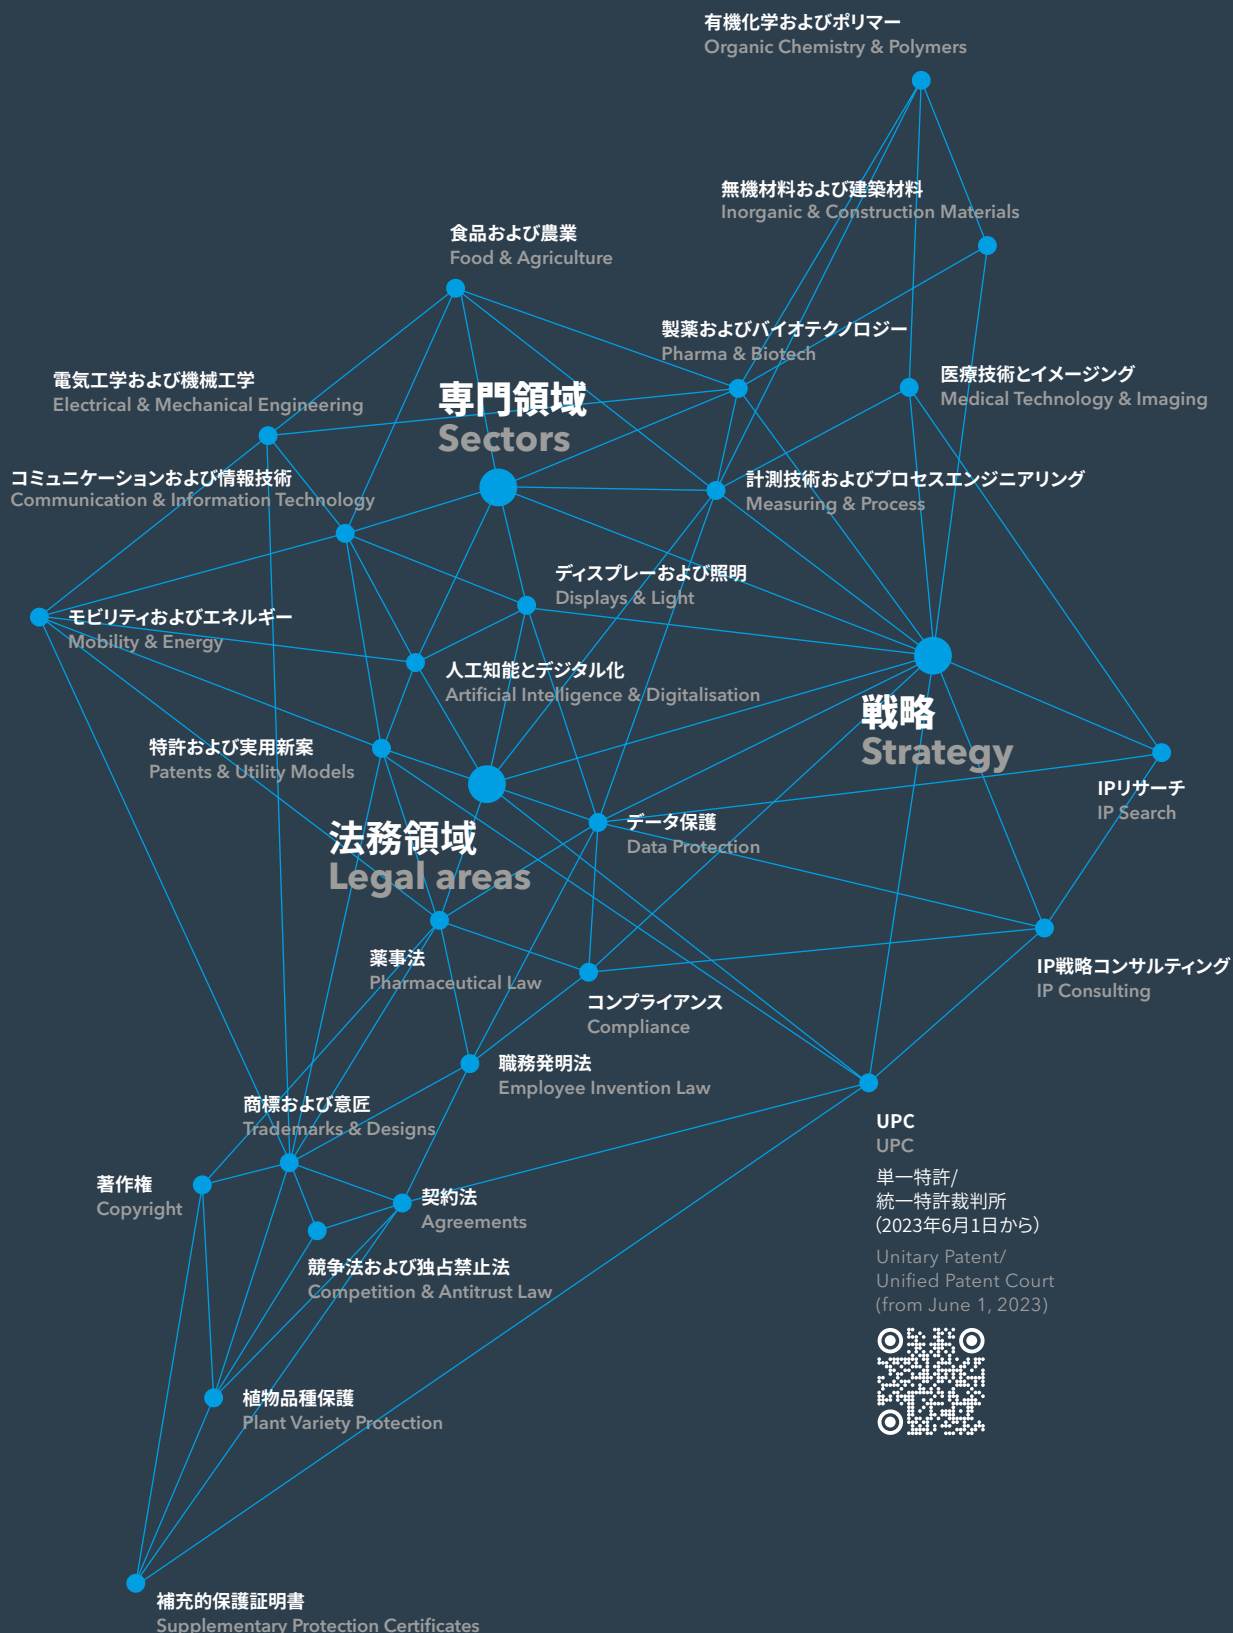 有機化学およびポリマー
Organic Chemistry & Polymers
無機材料および建築材料
Inorganic & Construction Materials
食品および農業
Food & Agriculture
製薬およびバイオテクノロジー
Pharma & Biotech
電気工学および機械工学
Electrical & Mechanical Engineering
専門領域
Sectors
医療技術とイメージング
Medical Technology & Imaging
コミュニケーションおよび情報技術
Communication & Information Technology
計測技術およびプロセスエンジニアリング
Measuring & Process
ディスプレーおよび照明
Displays & Light
モビリティおよびエネルギー
Mobility & Energy
人工知能とデジタル化
Artificial Intelligence & Digitalisation
戦略
Strategy
特許および実用新案
Patents & Utility Models
IPリサーチ
IP Search
法務領域
Legal areas
データ保護
Data Protection
薬事法
Pharmaceutical Law
IP戦略コンサルティング
IP Consulting
コンプライアンス
Compliance
職務発明法
Employee Invention Law
商標および意匠
Trademarks & Designs
UPC
UPC
単一特許/
統一特許裁判所
（2023年6月1日から）
Unitary Patent/
Unified Patent Court
(from June 1, 2023)
著作権
Copyright
契約法
Agreements
競争法および独占禁止法
Competition & Antitrust Law
植物品種保護
Plant Variety Protection
補充的保護証明書
Supplementary Protection Certificates